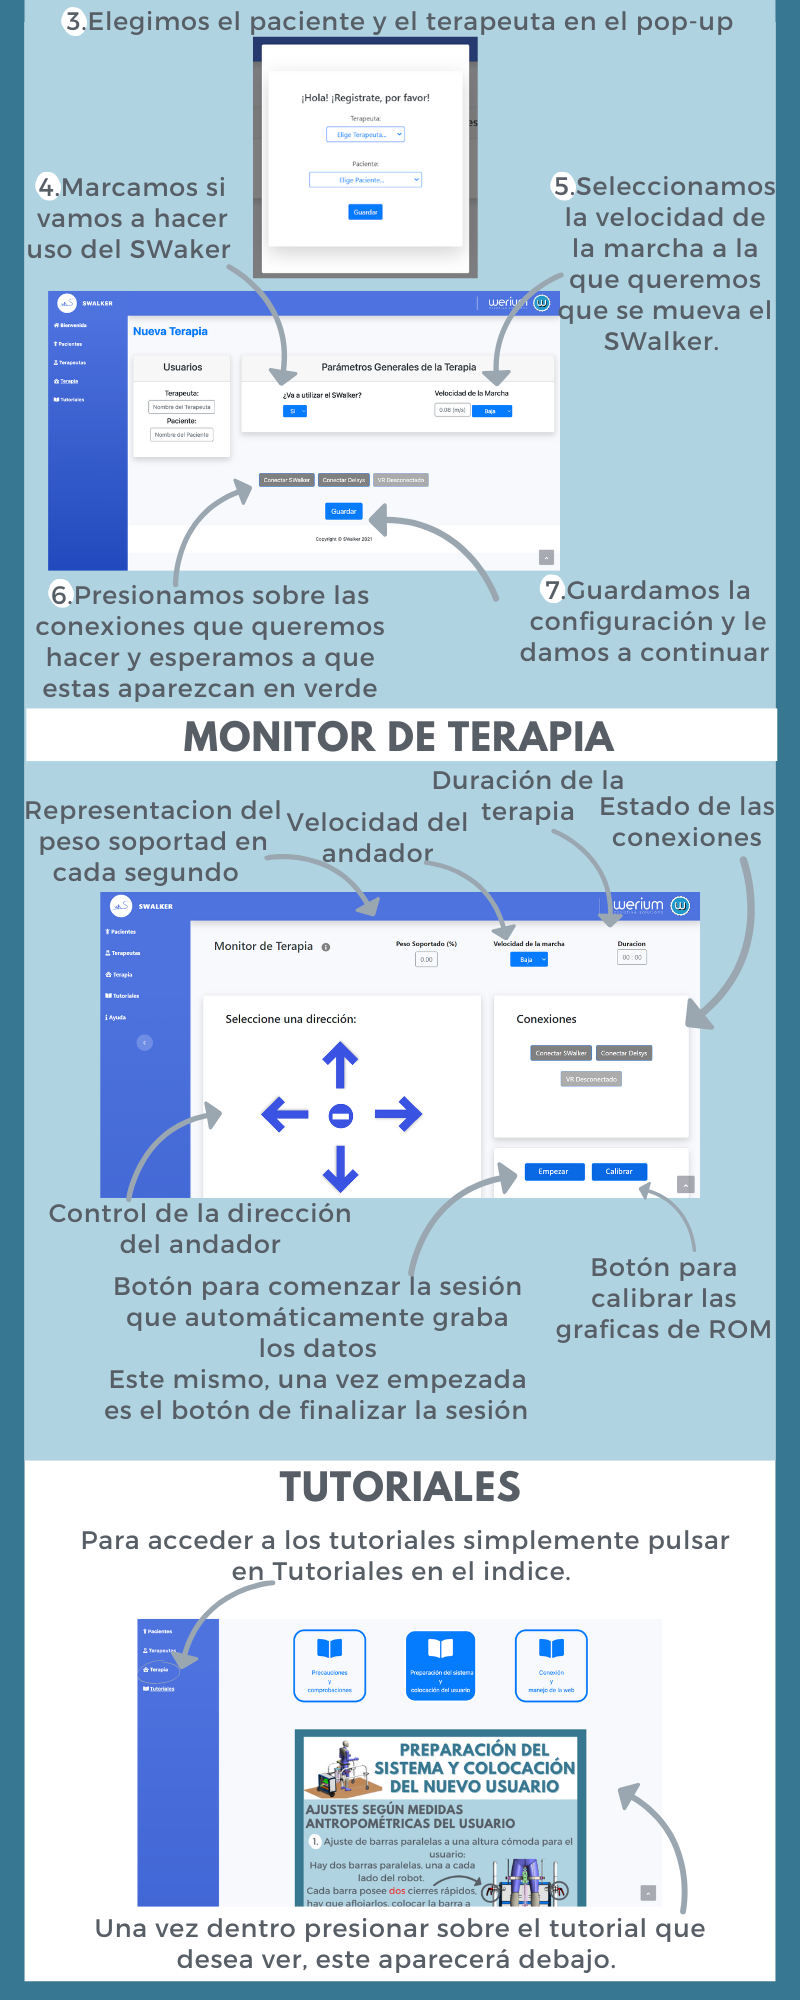 3.Elegimos el paciente y el terapeuta en el pop-up
¡Hola! ¡Registrate, por favor!
Terapeuta:
Elige Terapeuta...
Paciente:
Elige Paciente...
Guardar
4.Marcamos si
vamos a hacer
uso del SWaker
5.Seleccionamos
la velocidad de
la marcha a la
que queremos
que se mueva el
SWalker.
SWALKER
werium
Bienvenida
Pacientes
Terapeutas
Terapia
Tutoriales
Nueva Terapia
Usuarios
Terapeuta:
Nombre del Terapeuta
Paciente:
Nombre del Paciente
Parámetros Generales de la Terapia
¿Va a utilizar el SWalker?
Si
Velocidad de la Marcha
0.08 (m/s)
Baja
Conectar SWalker
Conectar Delsys
VR Desconectado
Guardar
Copyright © SWalker 2021
6.Presionamos sobre las
conexiones que queremos
hacer y esperamos a que
estas aparezcan en verde
7.Guardamos la
configuración y le
damos a continuar
MONITOR DE TERAPIA
Representacion del
peso soportad en
cada segundo
Velocidad del
andador
Duración de la
terapia
Estado de las
conexiones
SWALKER
werium
Pacientes
Terapeutas
Terapia
Tutoriales
Ayuda
Monitor de Terapia
Peso Soportado (%)
0.00
Velocidad de la marcha
Baja
Duracion
00 : 00
Seleccione una dirección:
Conexiones
Conectar SWalker
Conectar Delsys
VR Desconectado
Empezar
Calibrar
Control de la dirección
del andador
Botón para comenzar la sesión
que automáticamente graba
los datos
Este mismo, una vez empezada
es el botón de finalizar la sesión
Botón para
calibrar las
graficas de ROM
TUTORIALES
Para acceder a los tutoriales simplemente pulsar
en Tutoriales en el indice.
Pacientes
Terapeutas
Terapia
Tutoriales
Precauciones
y
comprobaciones
Preparación del sistema
y
colocación del usuario
Conexión
y
manejo de la web
PREPARACIÓN DEL
SISTEMA Y COLOCACIÓN
DEL NUEVO USUARIO
AJUSTES SEGÚN MEDIDAS
ANTROPOMÉTRICAS DEL USUARIO
1. Ajuste de barras paralelas a una altura cómoda para el
usuario:
Hay dos barras paralelas, una a cada
lado del robot.
Cada barra posee dos cierres rápidos,
hay que aflojarlos, colocar la barra a
Una vez dentro presionar sobre el tutorial que
desea ver, este aparecerá debajo.